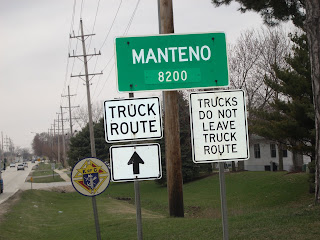 MANTENO
8200
TRUCK
ROUTE
TRUCKS
DO NOT
LEAVE
TRUCK
ROUTE